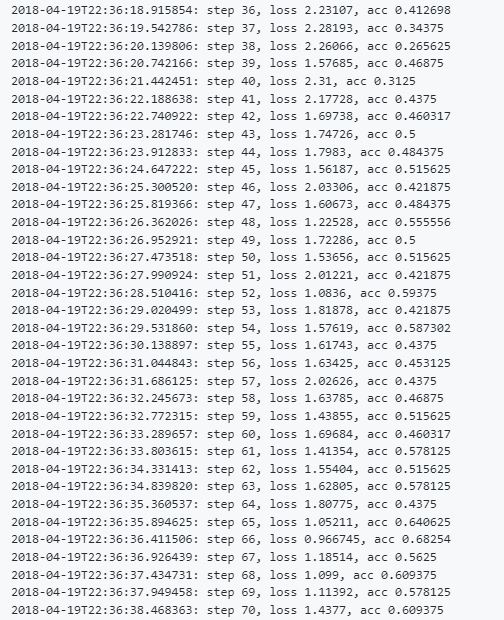 2018-04-19T22:36:18.915854: step 36, loss 2.23107, acc 0.412698
2018-04-19T22:36:19.542786: step 37, loss 2.28193, acc 0.34375
2018-04-19T22:36:20.139806: step 38, loss 2.26066, acc 0.265625
2018-04-19T22:36:20.742166: step 39, loss 1.57685, acc 0.46875
2018-04-19T22:36:21.442451: step 40, loss 2.31, acc 0.3125
2018-04-19T22:36:22.188638: step 41, loss 2.17728, acc 0.4375
2018-04-19T22:36:22.740922: step 42, loss 1.69738, acc 0.460317
2018-04-19T22:36:23.281746: step 43, loss 1.74726, acc 0.5
2018-04-19T22:36:23.912833: step 44, loss 1.7983, acc 0.484375
2018-04-19T22:36:24.647222: step 45, loss 1.56187, acc 0.515625
2018-04-19T22:36:25.300520: step 46, loss 2.03306, acc 0.421875
2018-04-19T22:36:25.819366: step 47, loss 1.60673, acc 0.484375
2018-04-19T22:36:26.362026: step 48, loss 1.22528, acc 0.555556
2018-04-19T22:36:26.952921: step 49, loss 1.72286, acc 0.5
2018-04-19T22:36:27.473518: step 50, loss 1.53656, acc 0.515625
2018-04-19T22:36:27.990924: step 51, loss 2.01221, acc 0.421875
2018-04-19T22:36:28.510416: step 52, loss 1.0836, acc 0.59375
2018-04-19T22:36:29.020499: step 53, loss 1.81878, acc 0.421875
2018-04-19T22:36:29.531860: step 54, loss 1.57619, acc 0.587302
2018-04-19T22:36:30.138897: step 55, loss 1.61743, acc 0.4375
2018-04-19T22:36:31.044843: step 56, loss 1.63425, acc 0.453125
2018-04-19T22:36:31.686125: step 57, loss 2.02626, acc 0.4375
2018-04-19T22:36:32.245673: step 58, loss 1.63785, acc 0.46875
2018-04-19T22:36:32.772315: step 59, loss 1.43855, acc 0.515625
2018-04-19T22:36:33.289657: step 60, loss 1.69684, acc 0.460317
2018-04-19T22:36:33.803615: step 61, loss 1.41354, acc 0.578125
2018-04-19T22:36:34.331413: step 62, loss 1.55404, acc 0.515625
2018-04-19T22:36:34.839820: step 63, loss 1.62805, acc 0.578125
2018-04-19T22:36:35.360537: step 64, loss 1.80775, acc 0.4375
2018-04-19T22:36:35.894625: step 65, loss 1.05211, acc 0.640625
2018-04-19T22:36:36.411506: step 66, loss 0.966745, acc 0.68254
2018-04-19T22:36:36.926439: step 67, loss 1.18514, acc 0.5625
2018-04-19T22:36:37.434731: step 68, loss 1.099, acc 0.609375
2018-04-19T22:36:37.949458: step 69, loss 1.11392, acc 0.578125
2018-04-19T22:36:38.468363: step 70, loss 1.4377, acc 0.609375